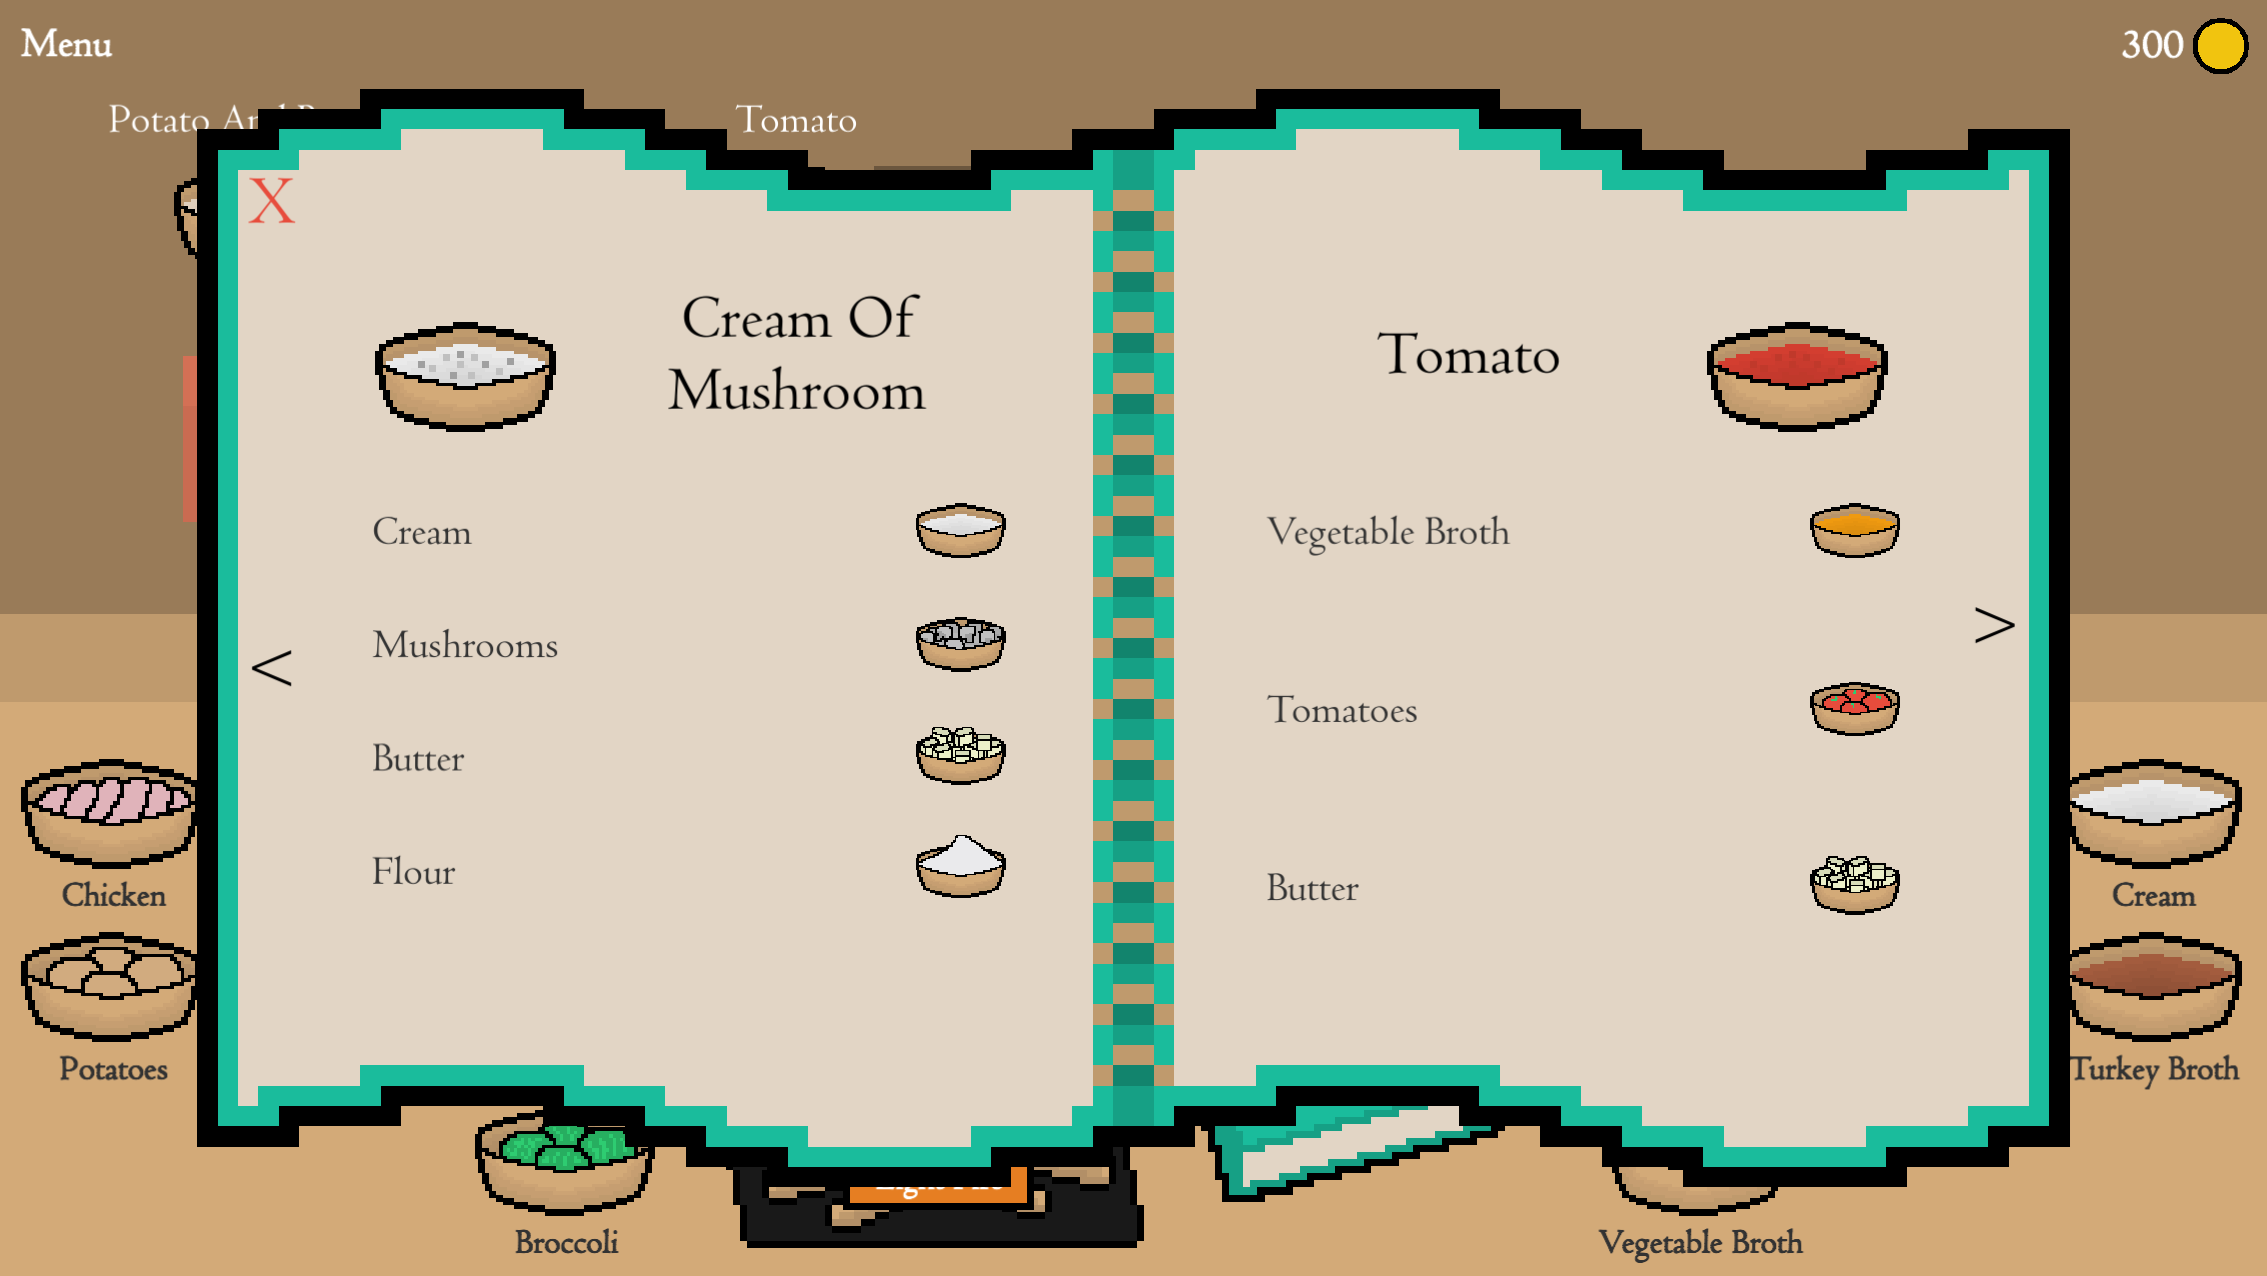 Menu
300
Potato
Tomato
X
Cream Of
Mushroom
Cream
Mushrooms
Butter
Flour
<
Tomato
Vegetable Broth
Tomatoes
Butter
>
Chicken
Potatoes
Broccoli
Cream
Turkey Broth
Vegetable Broth